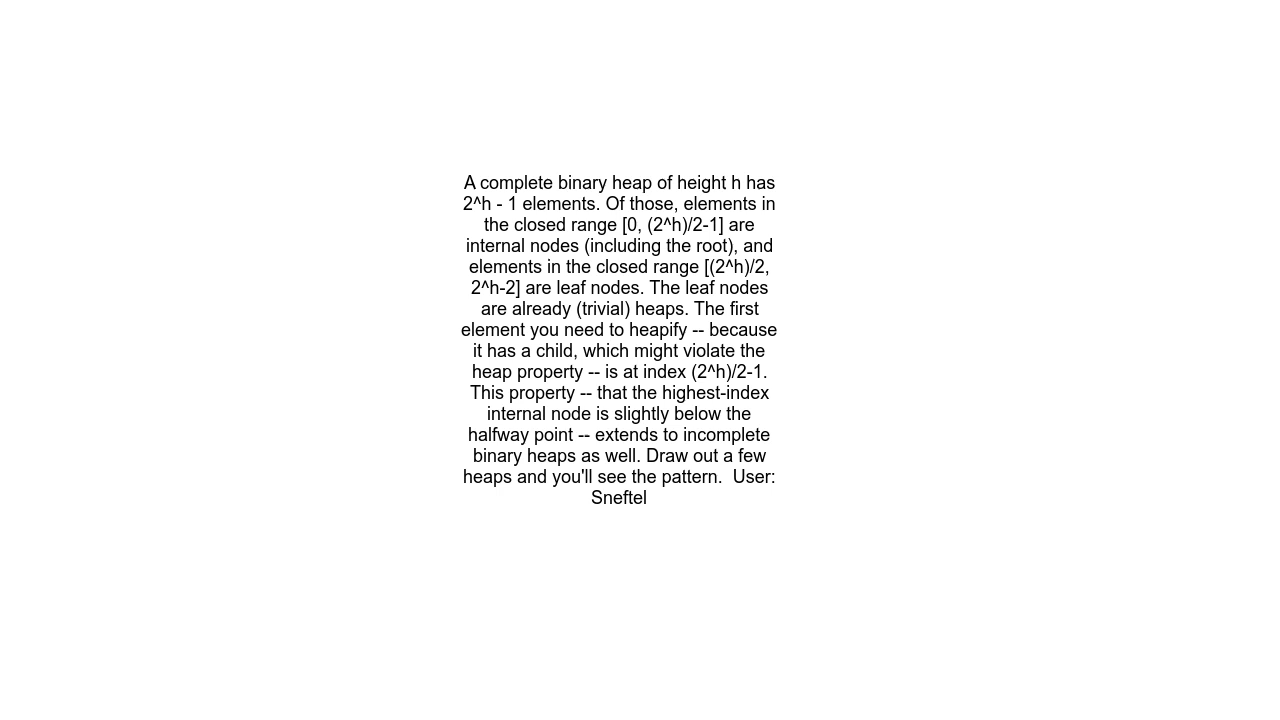 A complete binary heap of height h has
2^h - 1 elements. Of those, elements in
the closed range [0, (2^h)/2-1] are
internal nodes (including the root), and
elements in the closed range [(2^h)/2,
2^h-2] are leaf nodes. The leaf nodes
are already (trivial) heaps. The first
element you need to heapify -- because
it has a child, which might violate the
heap property -- is at index (2^h)/2-1.
This property -- that the highest-index
internal node is slightly below the
halfway point -- extends to incomplete
binary heaps as well. Draw out a few
heaps and you'll see the pattern.  User:
Sneftel